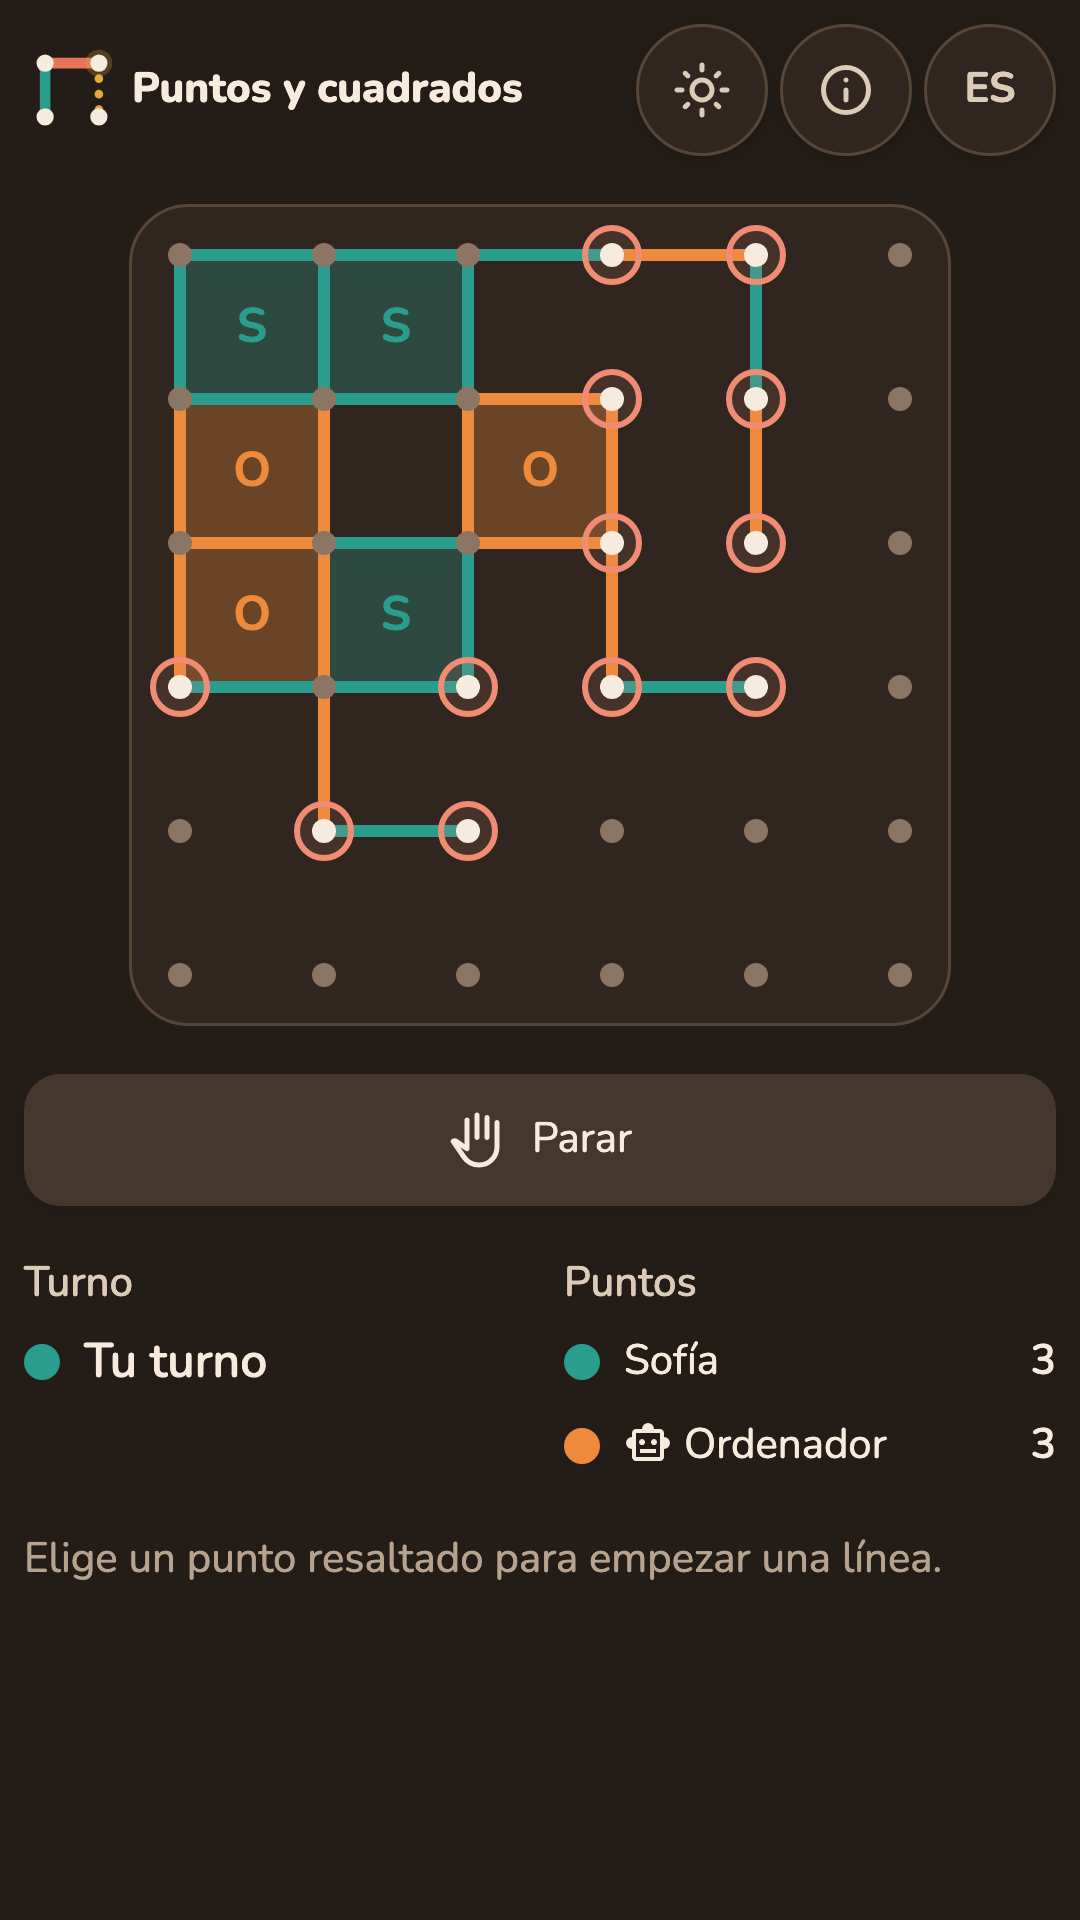 Puntos y cuadrados
ES
S S
O O
O S
Parar
Turno
Tu turno
Puntos
Sofía 3
Ordenador 3
Elige un punto resaltado para empezar una línea.